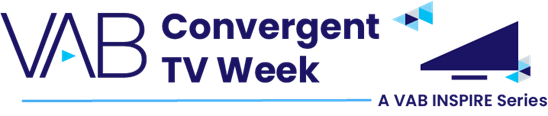 VAB
Convergent
TV Week
A VAB INSPIRE Series